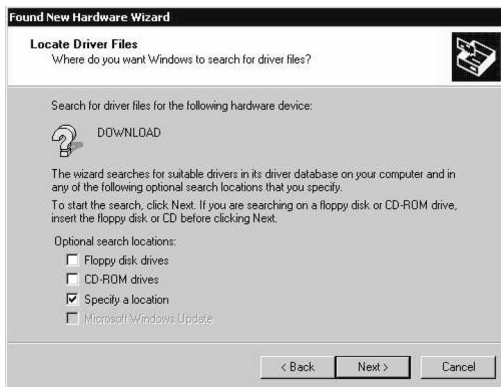 Found New Hardware Wizard
Locate Driver Files
Where do you want Windows to search for driver files?
Search for driver files for the following hardware device:
DOWNLOAD
The wizard searches for suitable drivers in its driver database on your computer and in
any of the following optional search locations that you specify.
To start the search, click Next. If you are searching on a floppy disk or CD-ROM drive,
insert the floppy disk or CD before clicking Next.
Optional search locations:
Floppy disk drives
CD-ROM drives
Specify a location
Microsoft Windows Update
< Back
Next >
Cancel